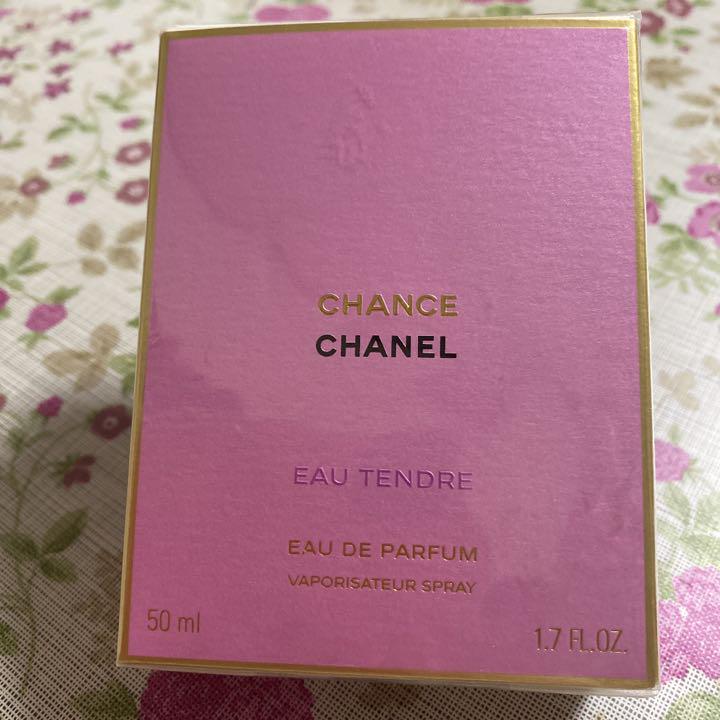 CHANCE
CHANEL
EAU TENDRE
EAU DE PARFUM
VAPORISATEUR SPRAY
50 ml
1.7 FL.OZ.